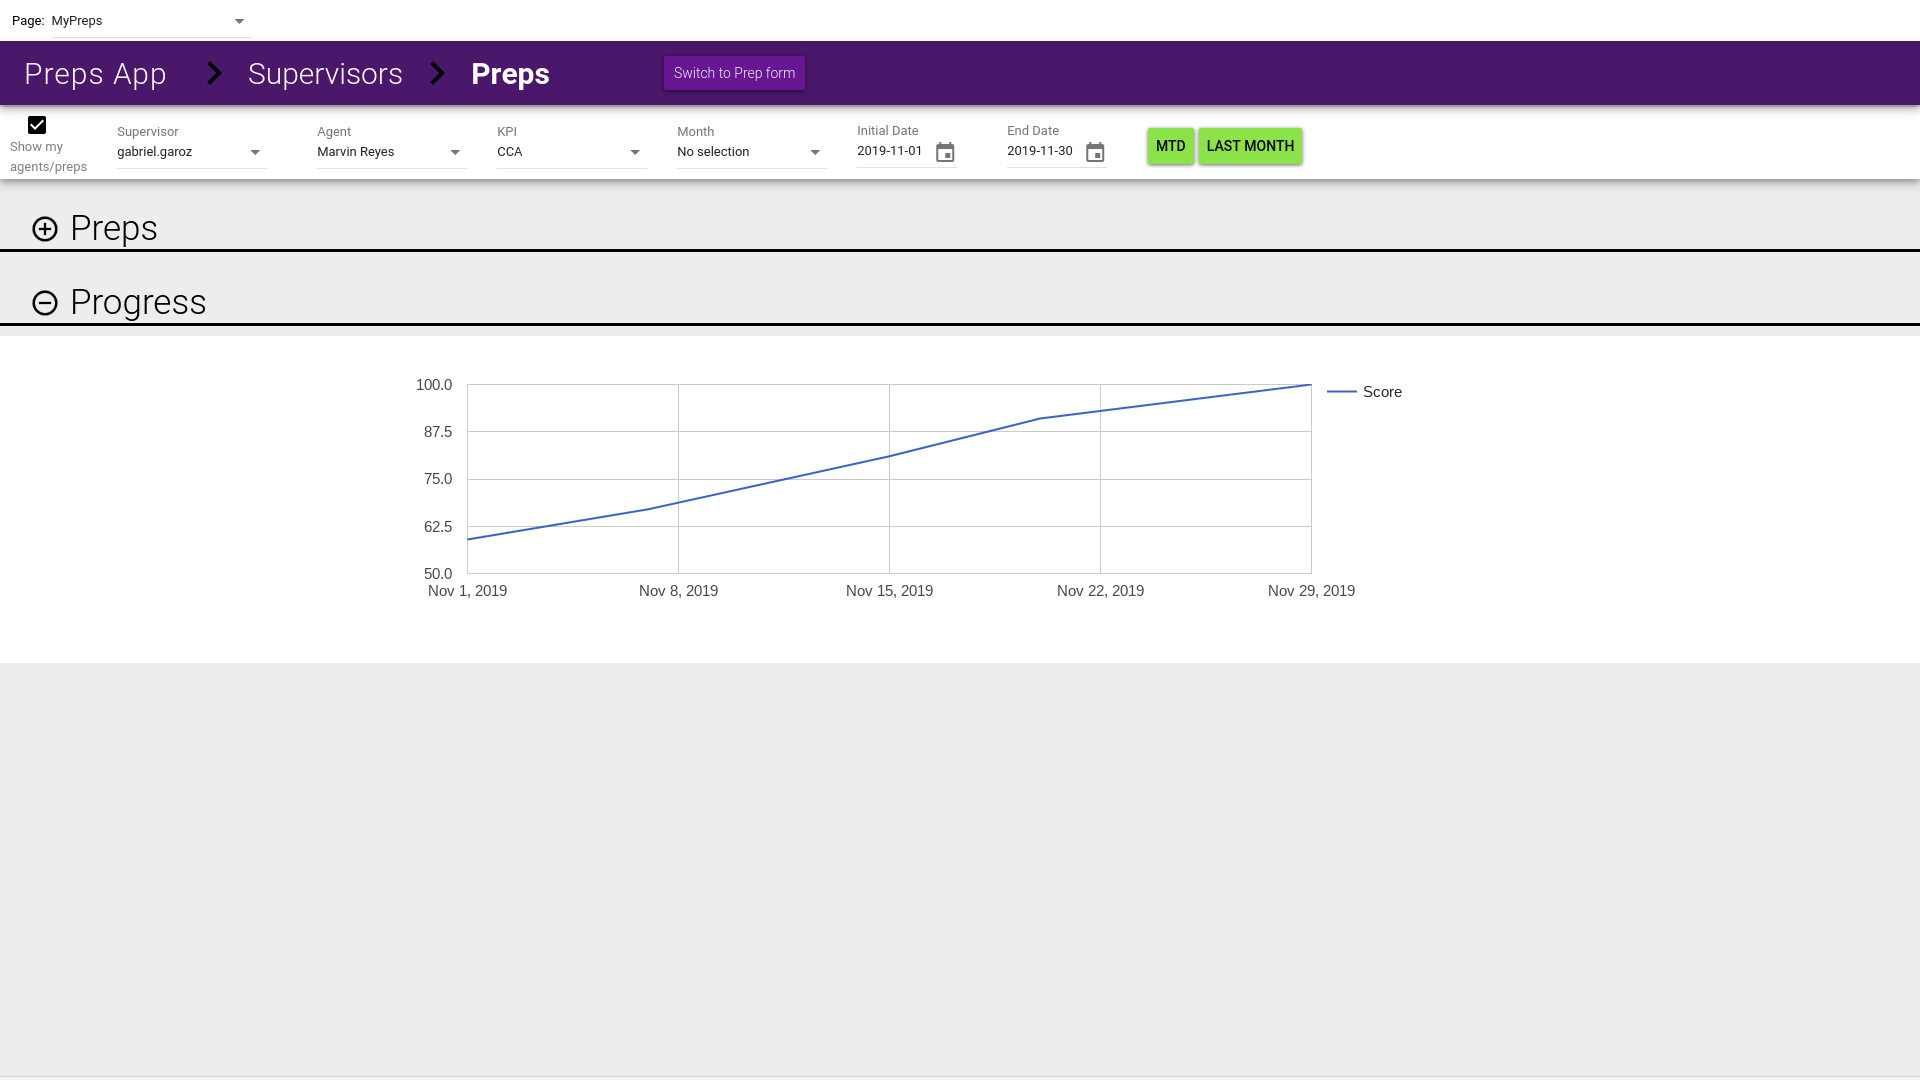 Page: MyPreps
Preps App Supervisors Preps Switch to Prep form
Show my
agents/preps
Supervisor
gabriel.garoz
Agent
Marvin Reyes
KPI
CCA
Month
No selection
Initial Date
2019-11-01
End Date
2019-11-30
MTD LAST MONTH
Preps
Progress
100.0
87.5
75.0
62.5
50.0
Nov 1, 2019 Nov 8, 2019 Nov 15, 2019 Nov 22, 2019 Nov 29, 2019
Score